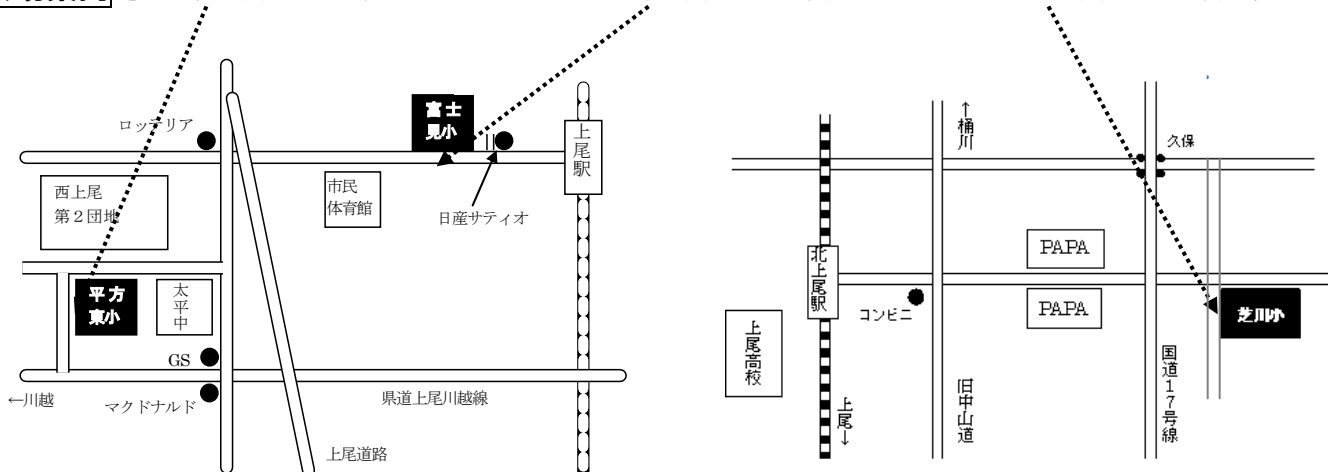 ロッテリア
富士
見小
上尾駅
西上尾
第２団地
市民
体育館
日産サティオ
平方
東小
太平中
GS
←川越
マクドナルド
県道上尾川越線
上尾道路
↑桶川
久保
PAPA
北上尾駅
コンビニ
PAPA
芝川小
上尾高校
上尾↓
旧中山道
国道17号線